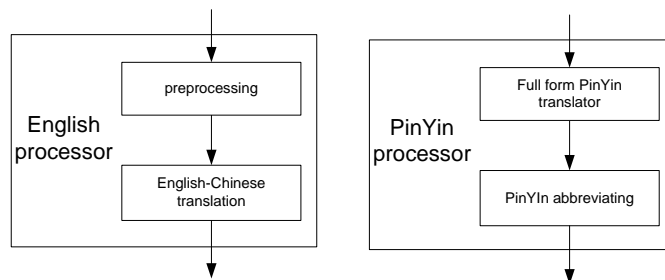 English
processor
preprocessing
English-Chinese
translation
PinYin
processor
Full form PinYin
translator
PinYIn abbreviating